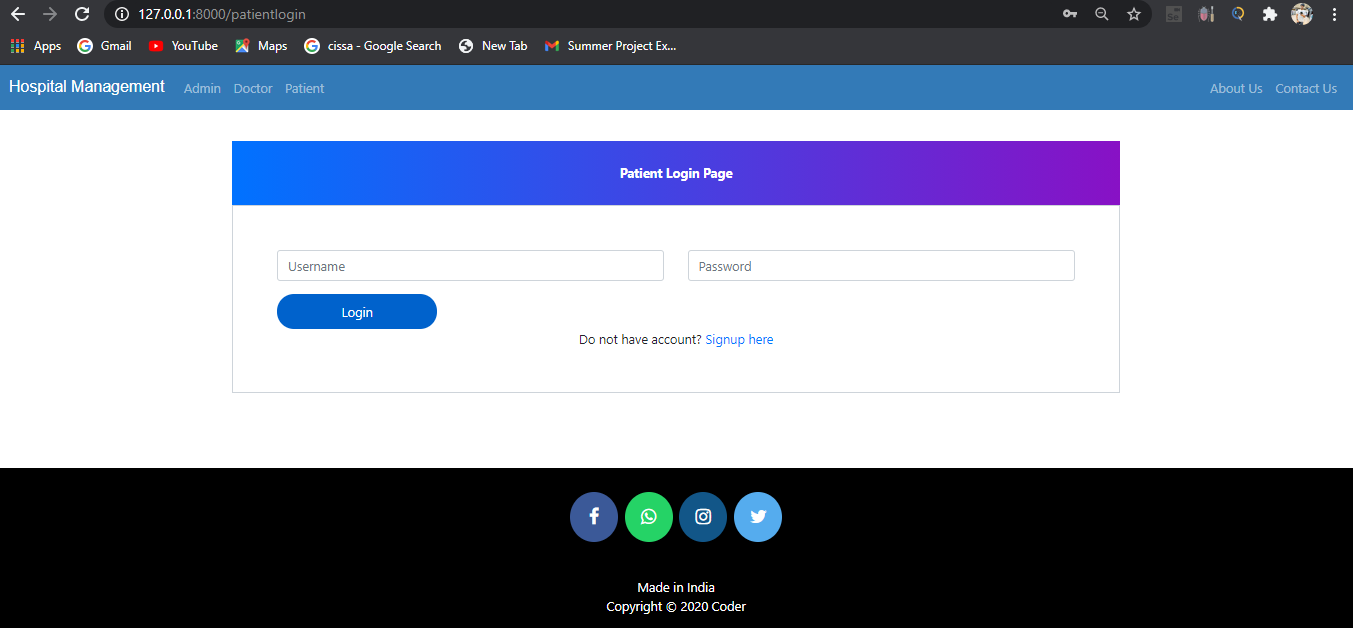 127.0.0.1:8000/patientlogin
Apps Gmail YouTube Maps cissa - Google Search New Tab Summer Project Ex...
Hospital Management Admin Doctor Patient About Us Contact Us
Patient Login Page
Username Password
Login
Do not have account? Signup here
Made in India
Copyright © 2020 Coder